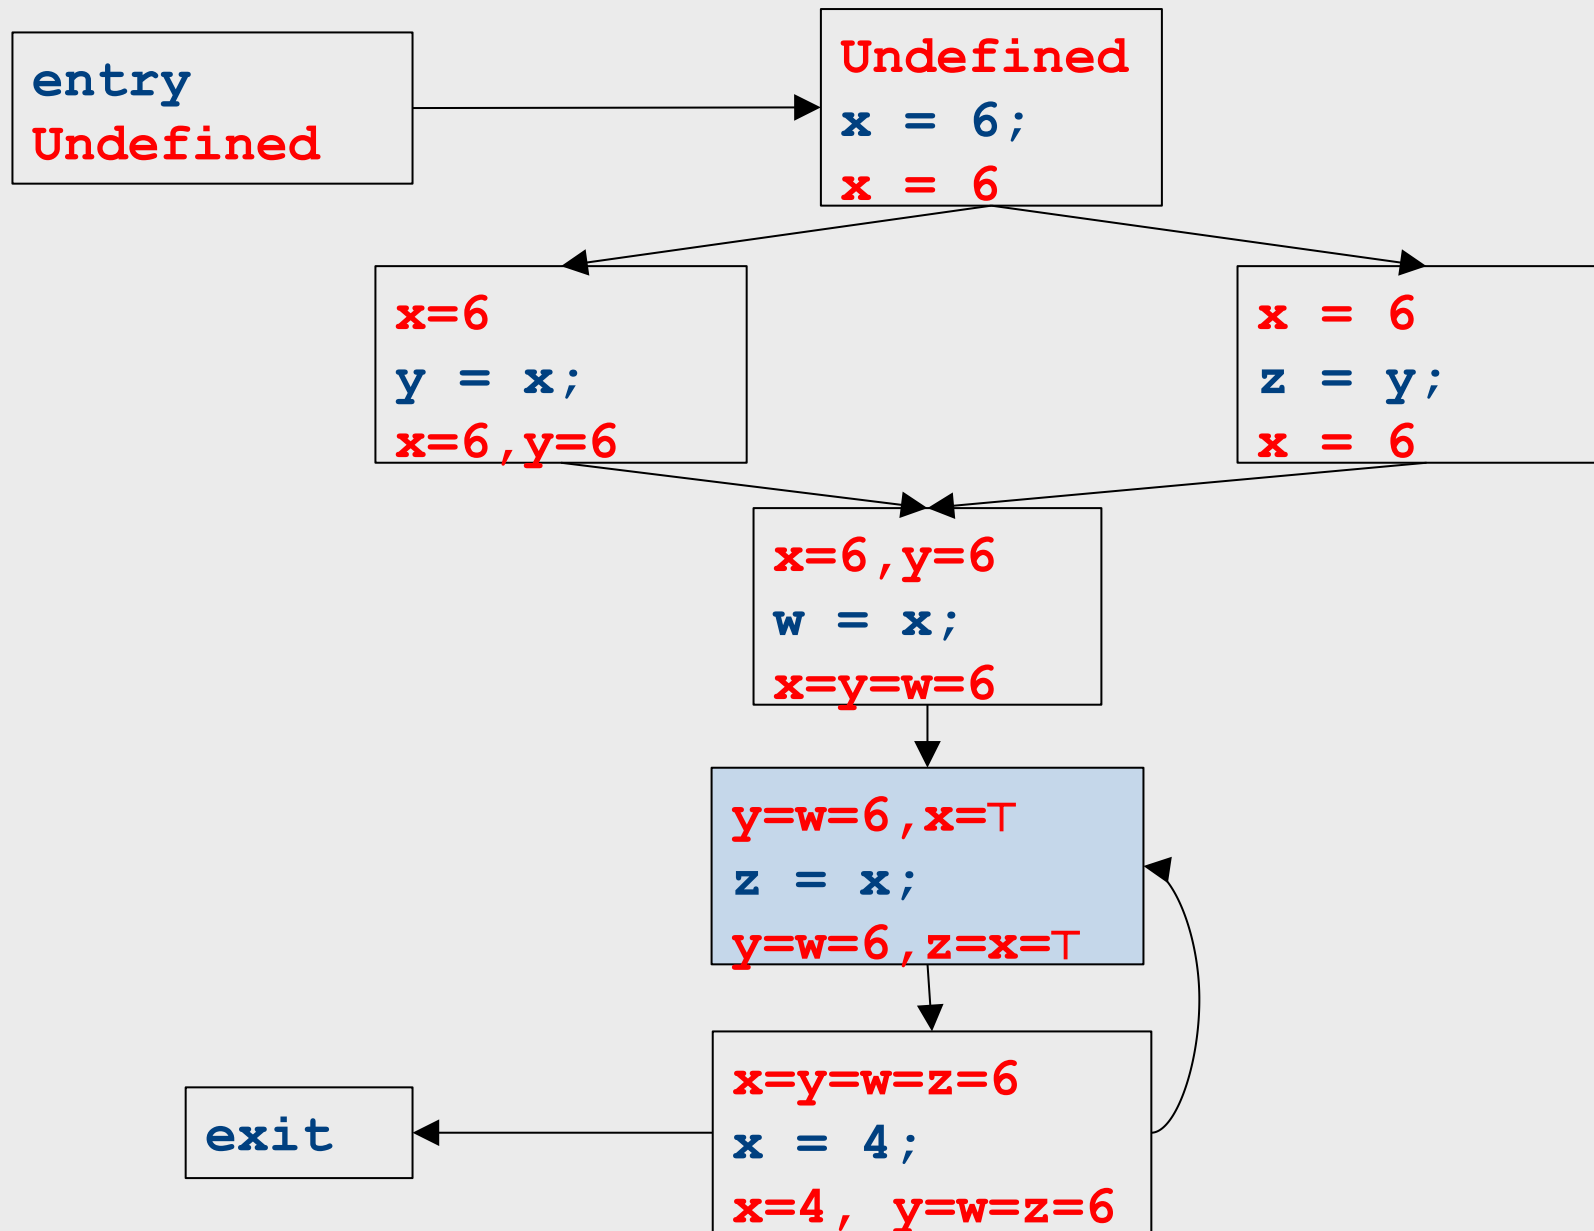 entry
Undefined
Undefined
x = 6;
x = 6
x=6
y = x;
x=6,y=6
x = 6
z = y;
x = 6
x=6,y=6
w = x;
x=y=w=6
y=w=6,x=⊤
z = x;
y=w=6,z=x=⊤
x=y=w=z=6
x = 4;
x=4, y=w=z=6
exit